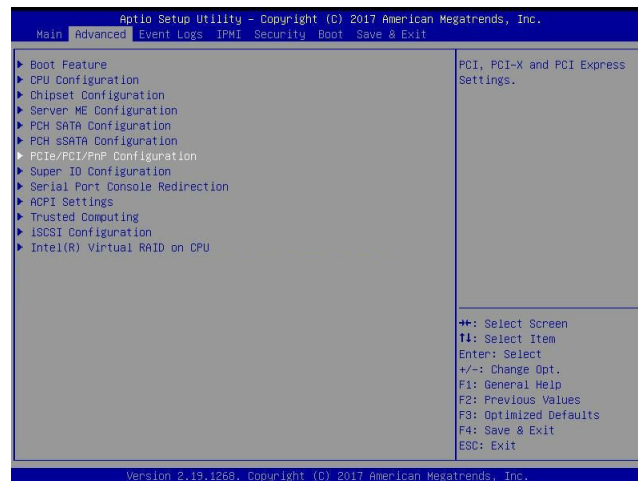 Aptio Setup Utility – Copyright (C) 2017 American Megatrends, Inc.
Main Advanced Event Logs IPMI Security Boot Save & Exit
Boot Feature
CPU Configuration
Chipset Configuration
Server ME Configuration
PCH SATA Configuration
PCH sSATA Configuration
PCIe/PCI/PnP Configuration
Super IO Configuration
Serial Port Console Redirection
ACPI Settings
Trusted Computing
iSCSI Configuration
Intel(R) Virtual RAID on CPU
PCI, PCI-X and PCI Express
Settings.
→←: Select Screen
↑↓: Select Item
Enter: Select
+/-: Change Opt.
F1: General Help
F2: Previous Values
F3: Optimized Defaults
F4: Save & Exit
ESC: Exit
Version 2.19.1268. Copyright (C) 2017 American Megatrends, Inc.